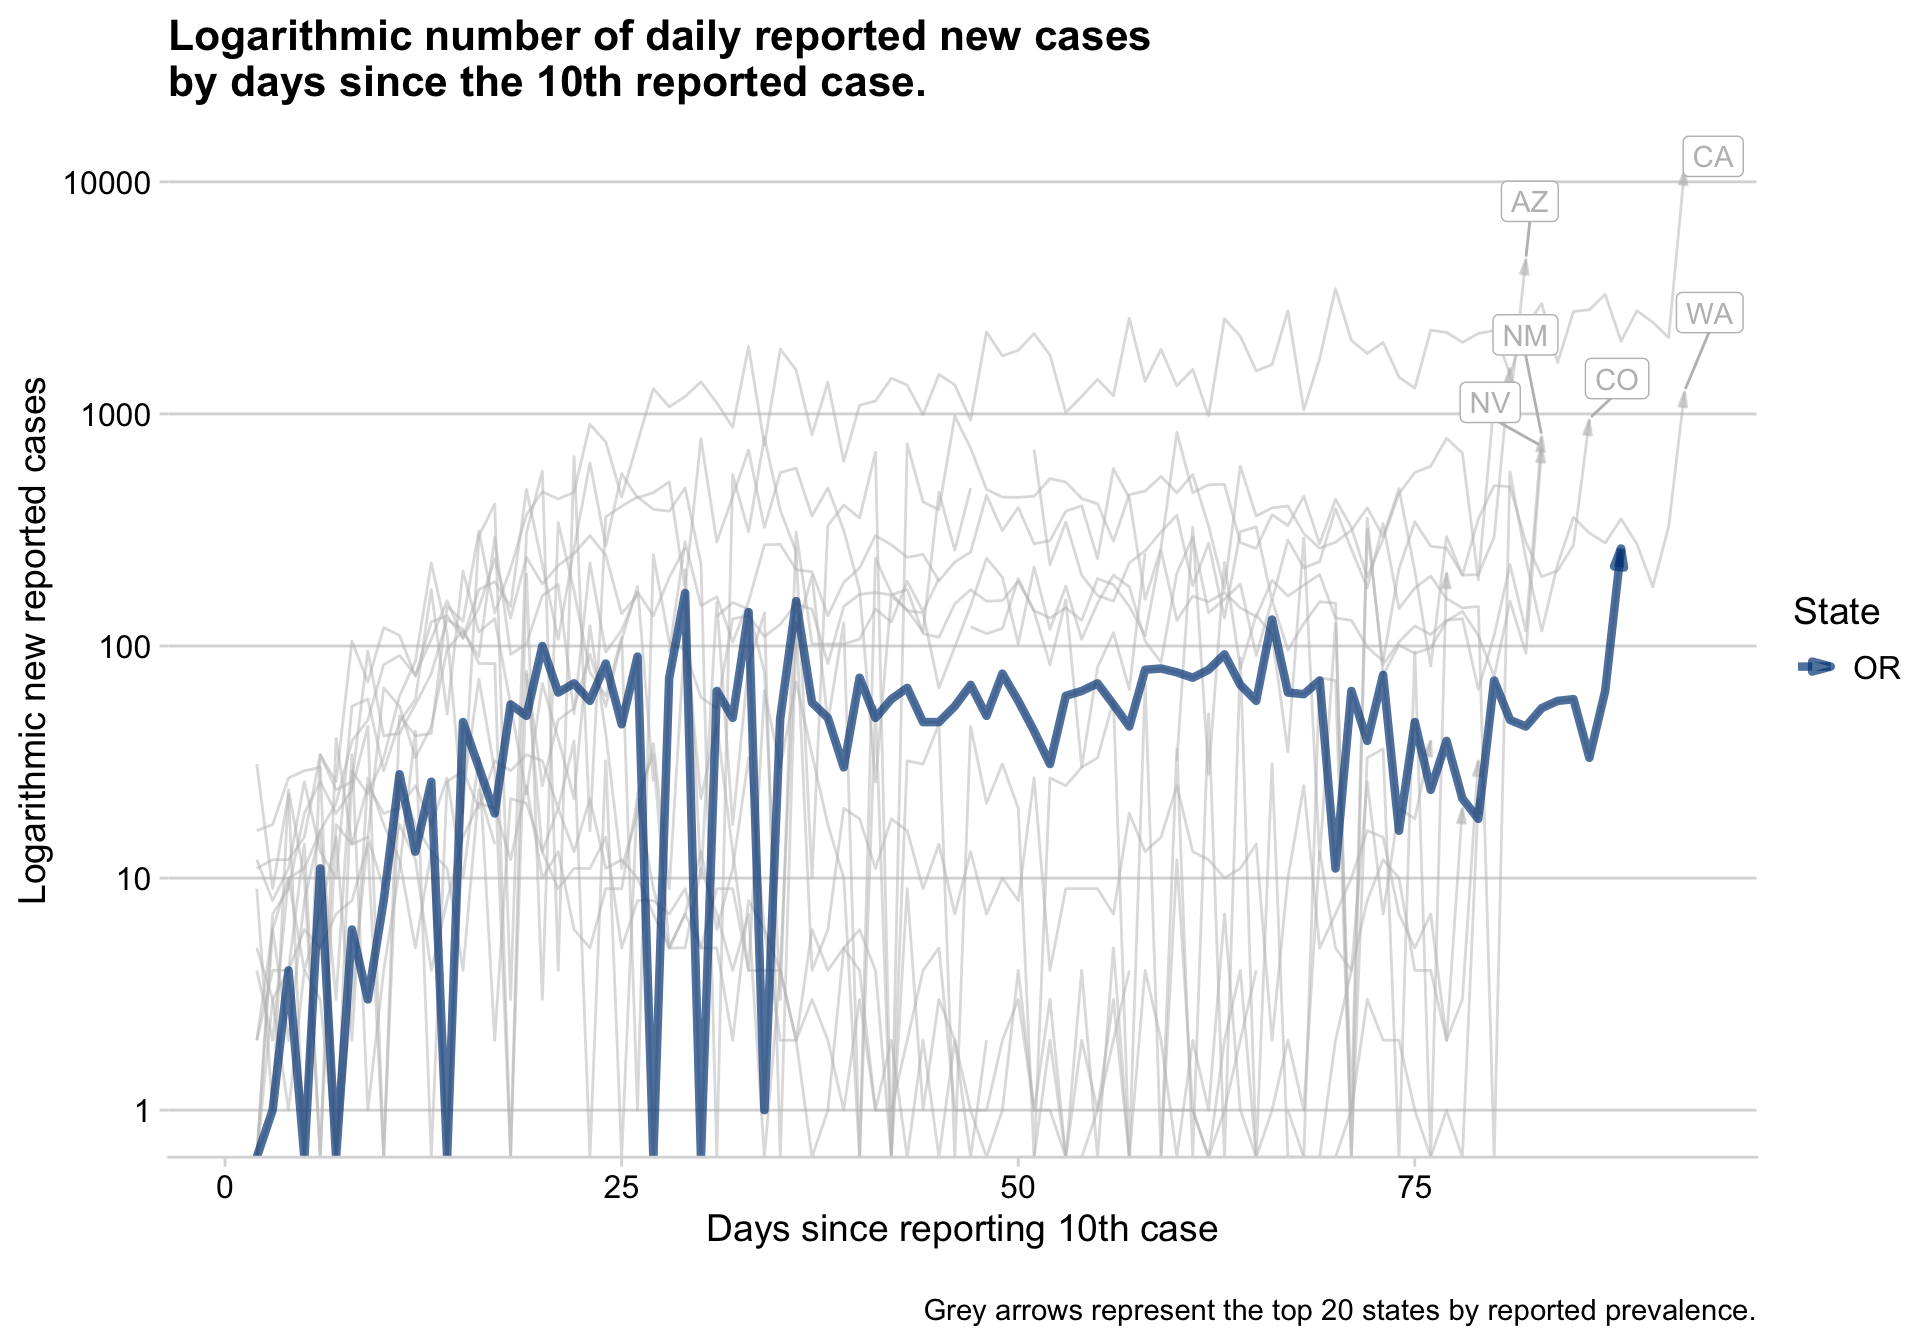 Logarithmic number of daily reported new cases
by days since the 10th reported case.
Logarithmic new reported cases
10000
1000
100
10
1
CA
AZ
WA
NM
CO
NV
State
OR
0
25
50
75
Days since reporting 10th case
Grey arrows represent the top 20 states by reported prevalence.